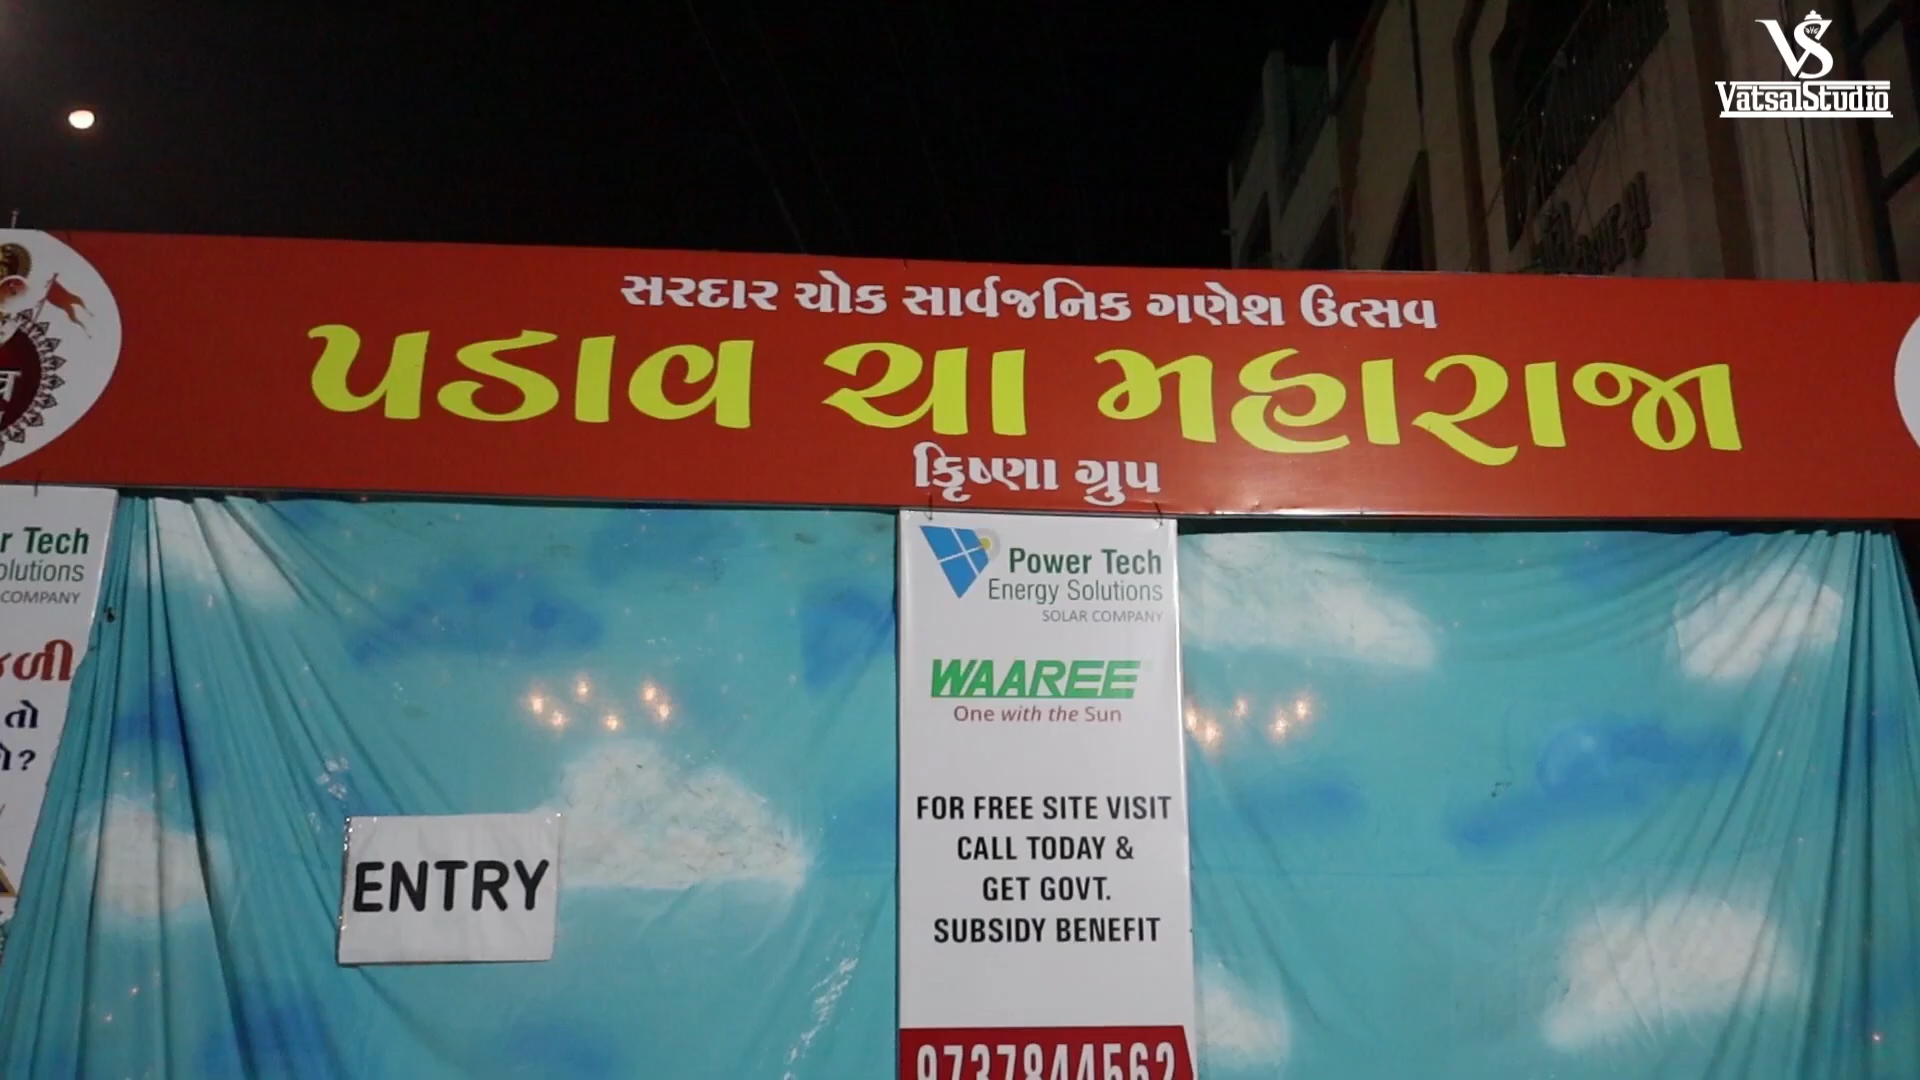 VS
VatsalStudio
સરદાર ચોક સાર્વજનિક ગણેશ ઉત્સવ
પડાવ ચા મહારાજા
ક્રિષ્ણા ગ્રુપ
r Tech
olutions
COMPANY
તો
Power Tech
Energy Solutions
SOLAR COMPANY
WAAREE
One with the Sun
FOR FREE SITE VISIT
CALL TODAY &
GET GOVT.
SUBSIDY BENEFIT
9737844562
ENTRY